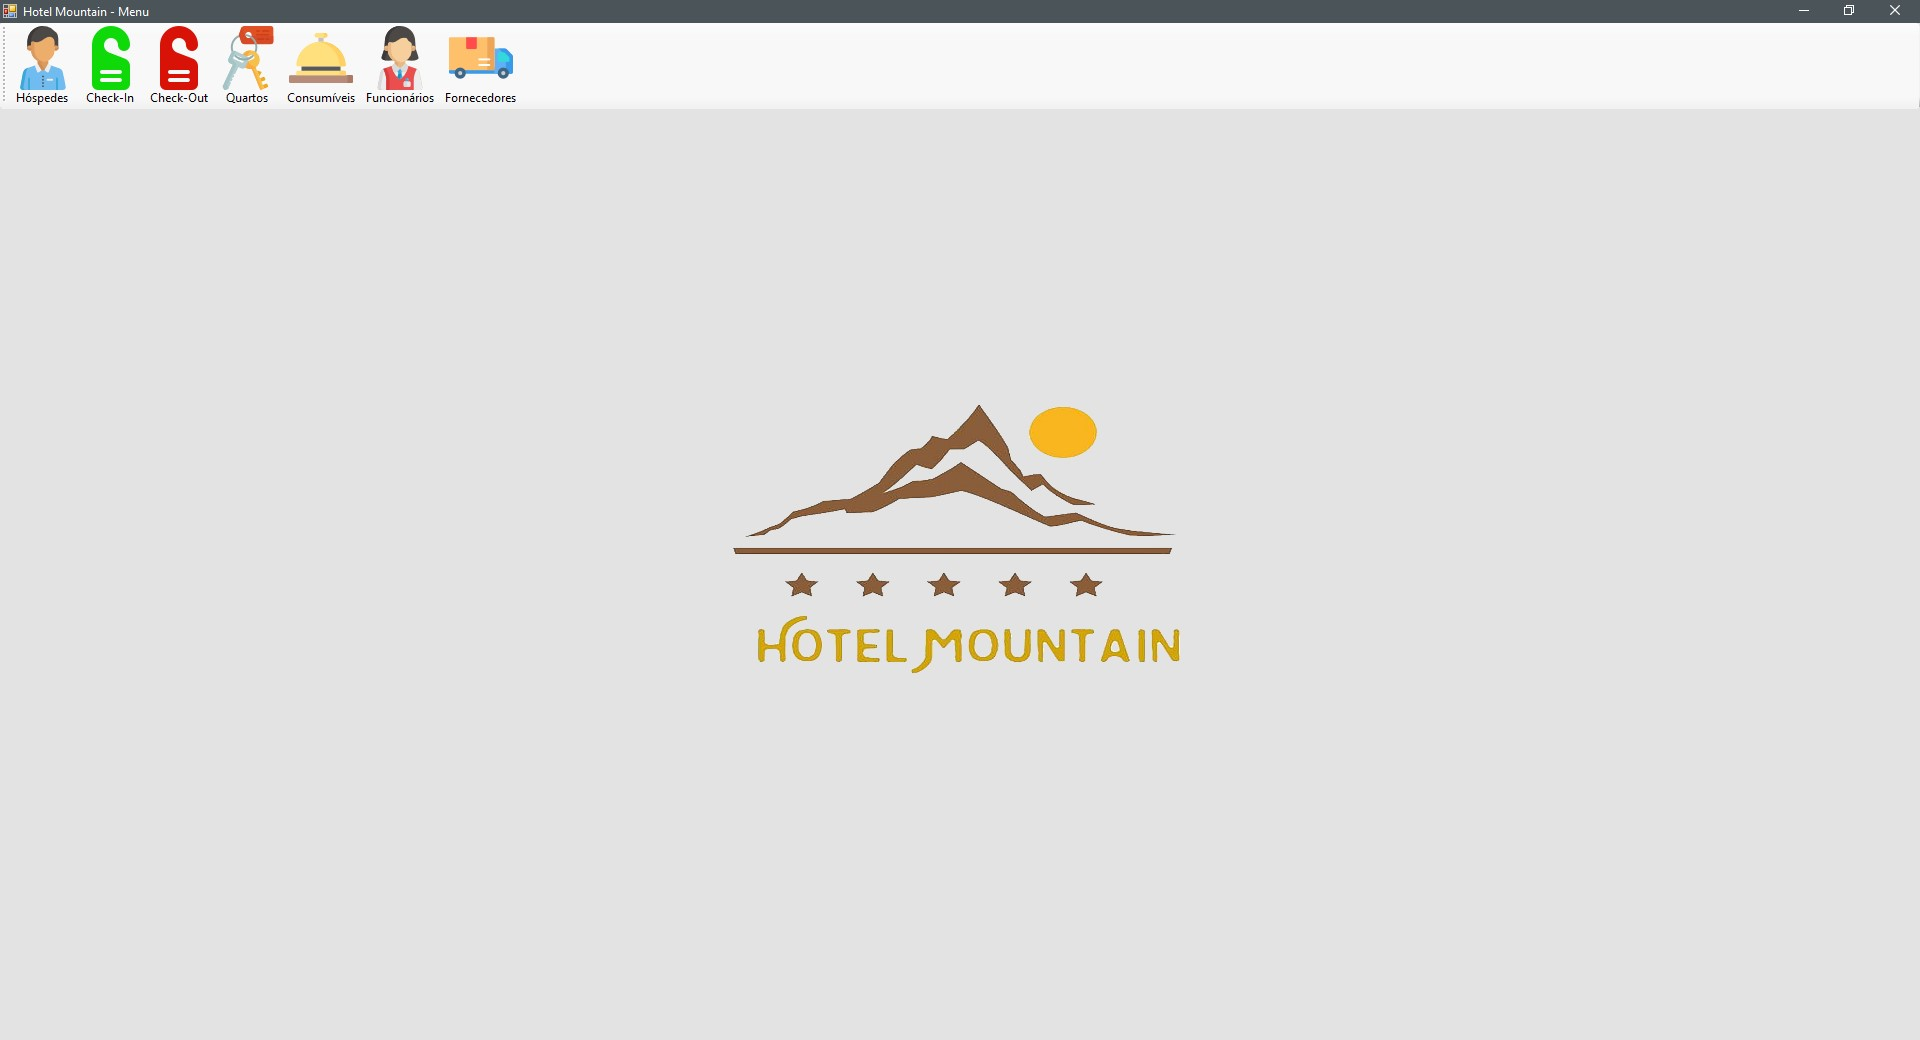 Hotel Mountain - Menu
Hóspedes
Check-In
Check-Out
Quartos
Consumíveis
Funcionários
Fornecedores
HOTEL MOUNTAIN